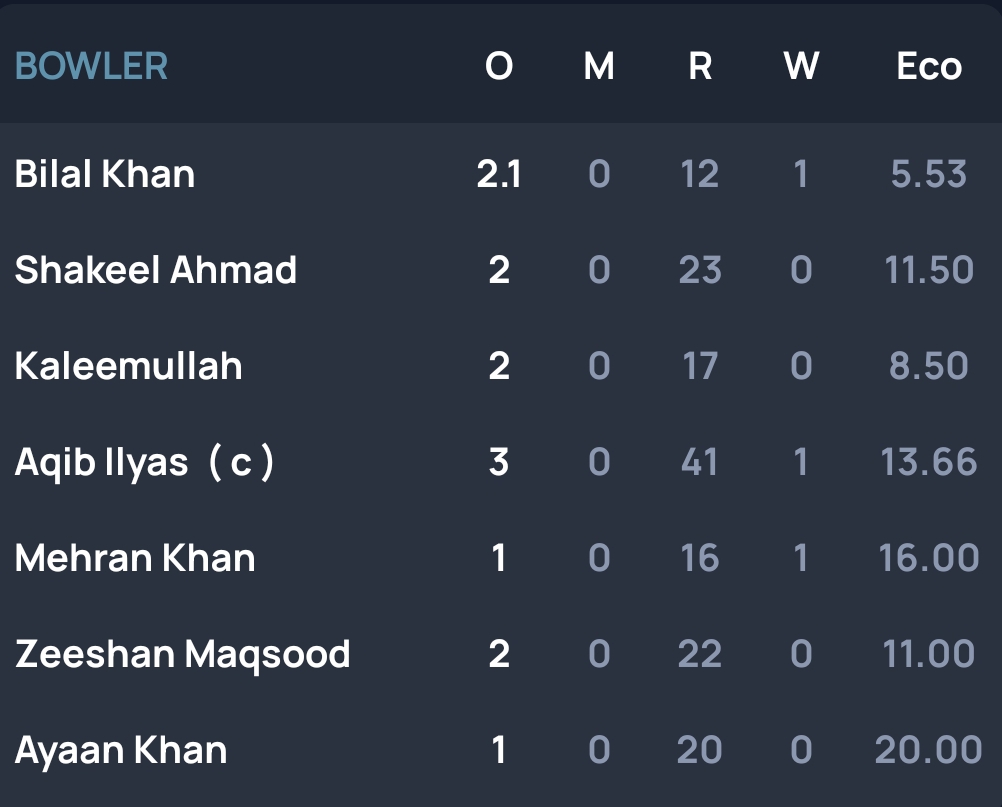 BOWLER O M R W Eco
Bilal Khan 2.1 0 12 1 5.53
Shakeel Ahmad 2 0 23 0 11.50
Kaleemullah 2 0 17 0 8.50
Aqib Ilyas ( c ) 3 0 41 1 13.66
Mehran Khan 1 0 16 1 16.00
Zeeshan Maqsood 2 0 22 0 11.00
Ayaan Khan 1 0 20 0 20.00